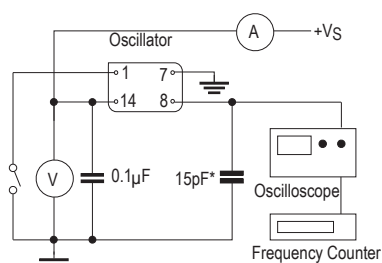 A
+VS
Oscillator
1 7
14 8
V
0.1µF
15pF*
Oscilloscope
Frequency Counter